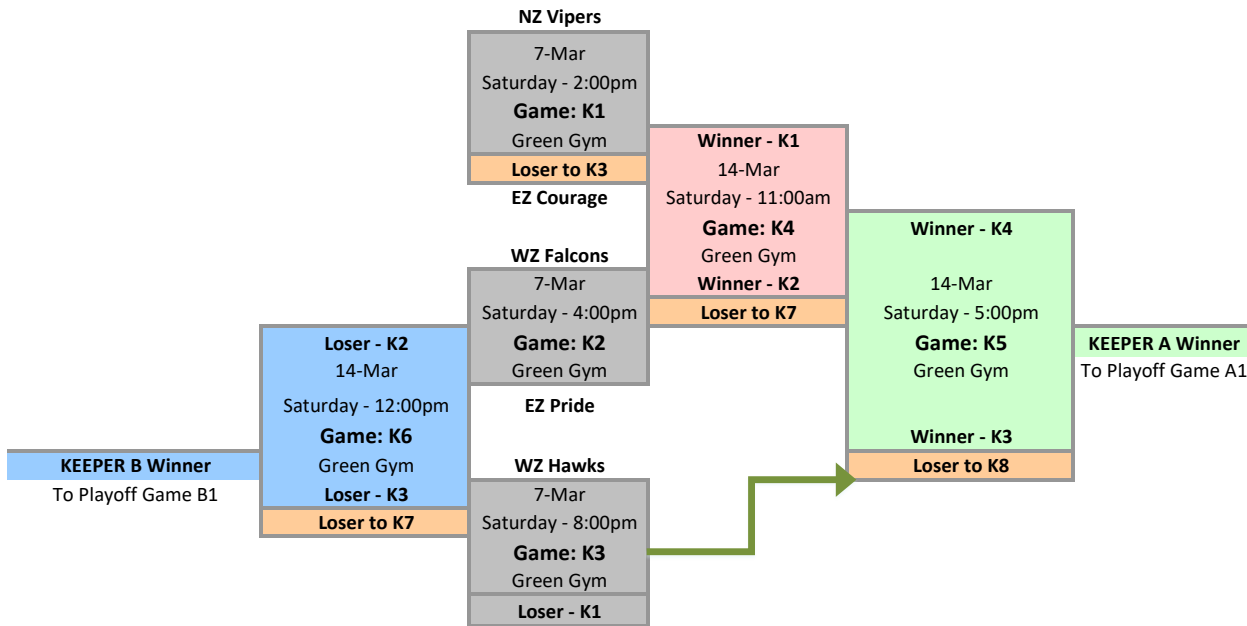 NZ Vipers
7-Mar
Saturday - 2:00pm
Game: K1
Green Gym
Loser to K3
EZ Courage
WZ Falcons
7-Mar
Saturday - 4:00pm
Game: K2
Green Gym
EZ Pride
WZ Hawks
7-Mar
Saturday - 8:00pm
Game: K3
Green Gym
Loser - K1
Winner - K1
14-Mar
Saturday - 11:00am
Game: K4
Green Gym
Winner - K2
Loser to K7
Winner - K4
14-Mar
Saturday - 5:00pm
Game: K5
Green Gym
Winner - K3
Loser to K8
KEEPER A Winner
To Playoff Game A1
Loser - K2
14-Mar
Saturday - 12:00pm
Game: K6
Green Gym
Loser - K3
Loser to K7
KEEPER B Winner
To Playoff Game B1